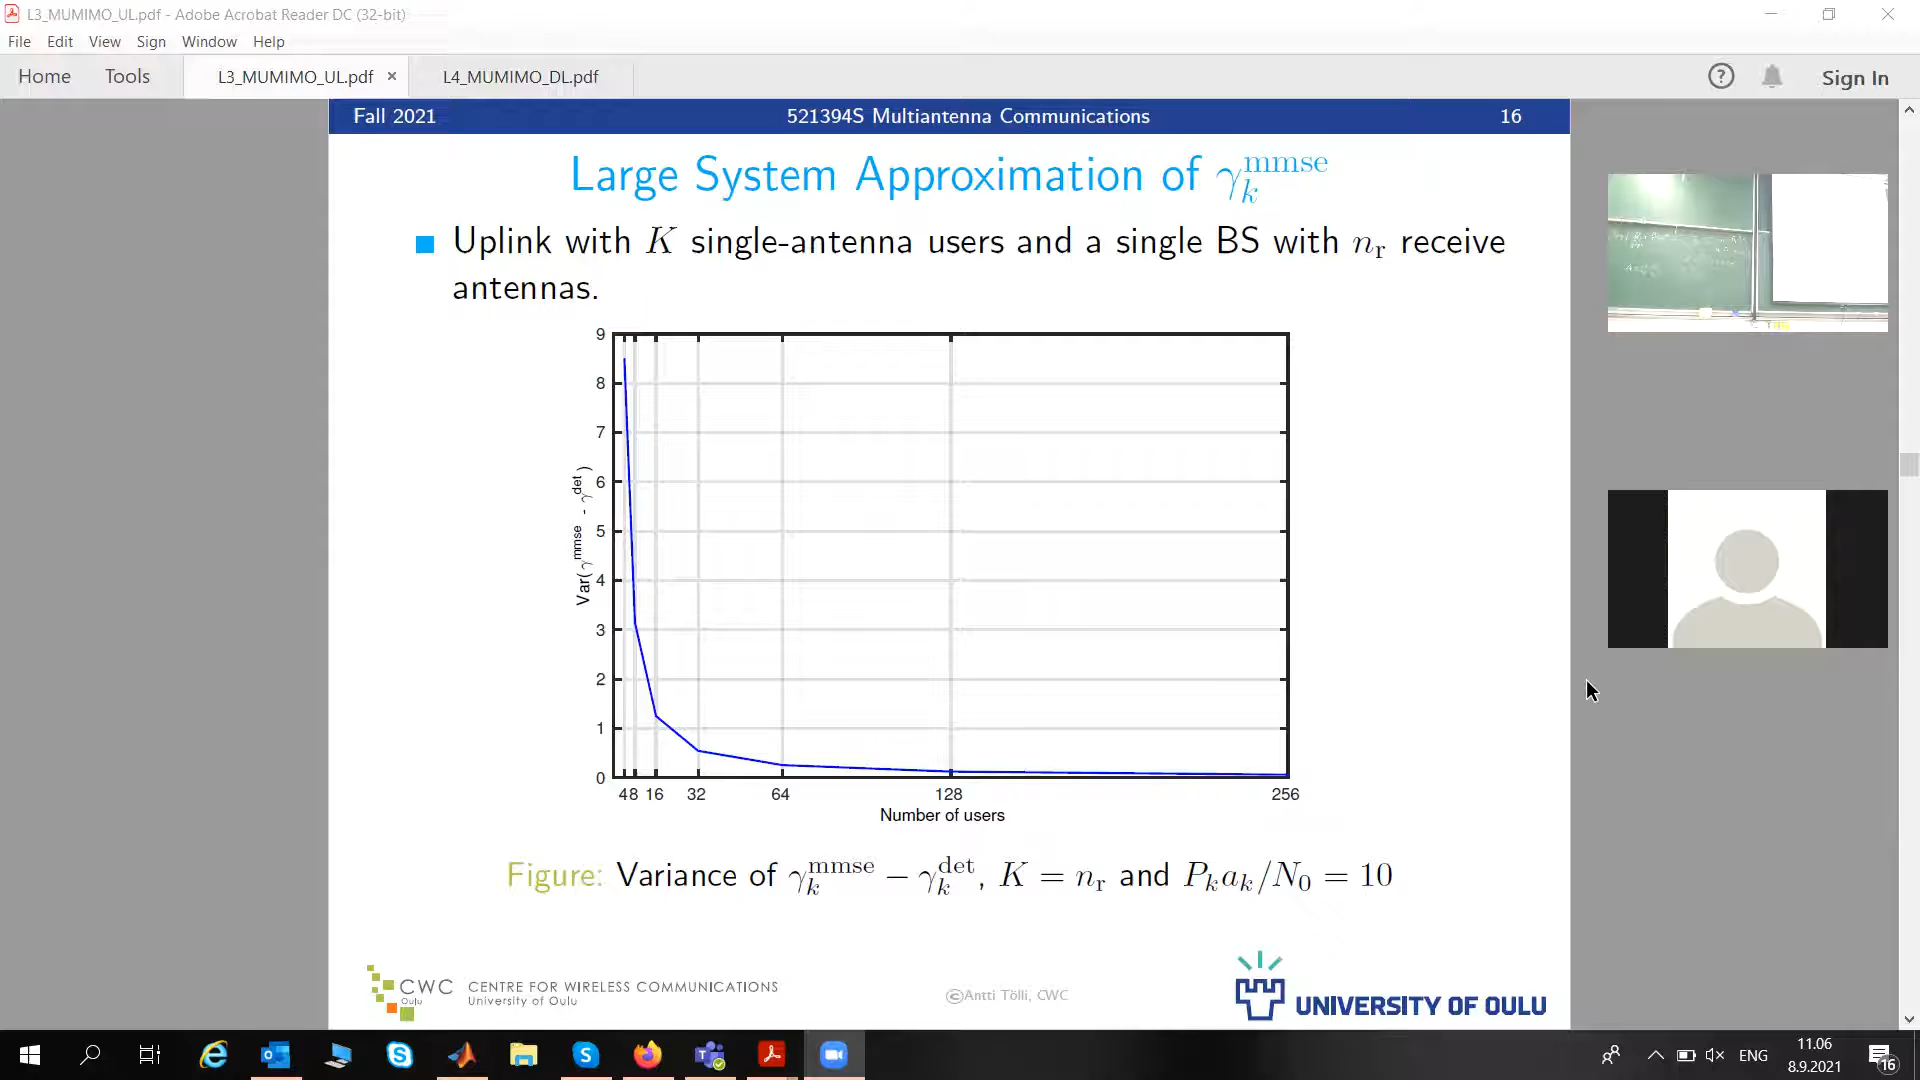 L3_MUMIMO_UL.pdf - Adobe Acrobat Reader DC (32-bit)
File Edit View Sign Window Help
Home Tools L3_MUMIMO_UL.pdf × L4_MUMIMO_DL.pdf Sign In
Fall 2021 521394S Multiantenna Communications 16
Large System Approximation of γ_k^mmse
Uplink with K single-antenna users and a single BS with n_r receive
antennas.
9
8
7
6
5
4
3
2
1
0
Var(γ^mmse - γ^det)
4 8 16 32 64 128 256
Number of users
Figure: Variance of γ_k^mmse − γ_k^det, K = n_r and P_k a_k/N_0 = 10
CWC Oulu
CENTRE FOR WIRELESS COMMUNICATIONS
University of Oulu
©Antti Tölli, CWC
UNIVERSITY OF OULU
ENG
11.06
8.9.2021
16